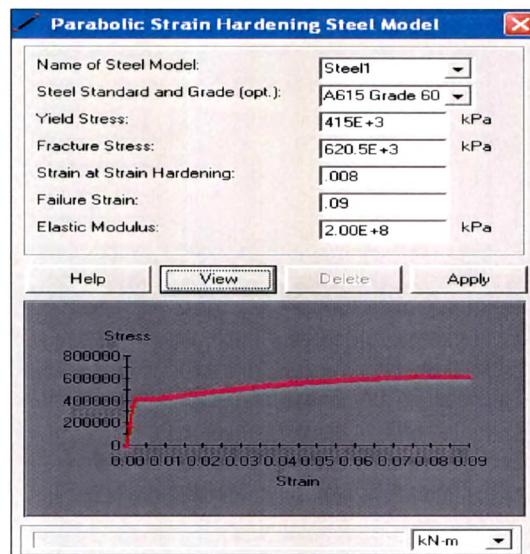 Parabolic Strain Hardening Steel Model
Name of Steel Model: Steel1
Steel Standard and Grade (opt.): A615 Grade 60
Yield Stress: 415E+3 kPa
Fracture Stress: 620.5E+3 kPa
Strain at Strain Hardening: .008
Failure Strain: .09
Elastic Modulus: 2.00E+8 kPa
Help View Delete Apply
Stress
800000
600000
400000
200000
0
0.00 0.01 0.02 0.03 0.04 0.05 0.06 0.07 0.08 0.09
Strain
kN-m